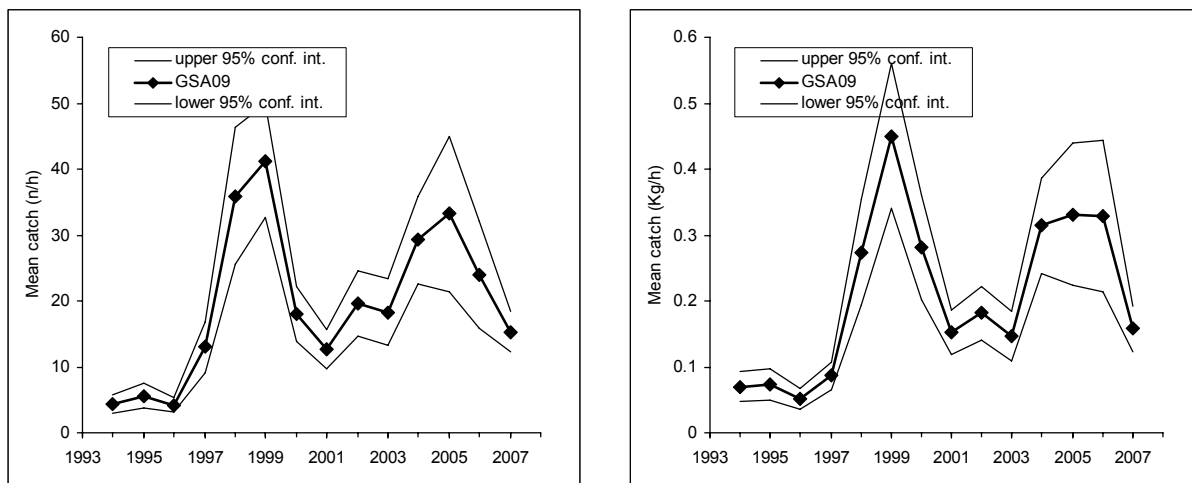 60
50
40
30
20
10
0
Mean catch (n/h)
upper 95% conf. int.
GSA09
lower 95% conf. int.
1993 1995 1997 1999 2001 2003 2005 2007
0.6
0.5
0.4
0.3
0.2
0.1
0
Mean catch (Kg/h)
upper 95% conf. int.
GSA09
lower 95% conf. int.
1993 1995 1997 1999 2001 2003 2005 2007